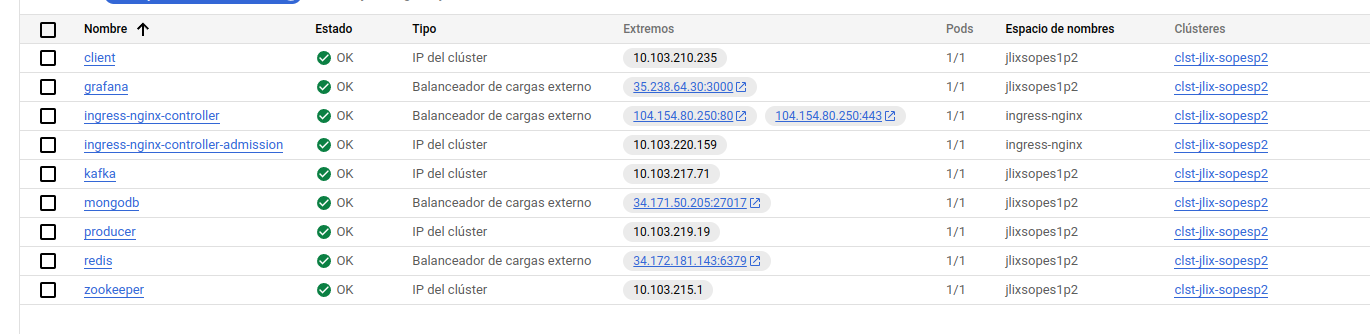 Nombre Estado Tipo Extremos Pods Espacio de nombres Clústeres
client OK IP del clúster 10.103.210.235 1/1 jlixsopes1p2 clst-jlix-sopesp2
grafana OK Balanceador de cargas externo 35.238.64.30:3000 1/1 jlixsopes1p2 clst-jlix-sopesp2
ingress-nginx-controller OK Balanceador de cargas externo 104.154.80.250:80 104.154.80.250:443 1/1 ingress-nginx clst-jlix-sopesp2
ingress-nginx-controller-admission OK IP del clúster 10.103.220.159 1/1 ingress-nginx clst-jlix-sopesp2
kafka OK IP del clúster 10.103.217.71 1/1 jlixsopes1p2 clst-jlix-sopesp2
mongodb OK Balanceador de cargas externo 34.171.50.205:27017 1/1 jlixsopes1p2 clst-jlix-sopesp2
producer OK IP del clúster 10.103.219.19 1/1 jlixsopes1p2 clst-jlix-sopesp2
redis OK Balanceador de cargas externo 34.172.181.143:6379 1/1 jlixsopes1p2 clst-jlix-sopesp2
zookeeper OK IP del clúster 10.103.215.1 1/1 jlixsopes1p2 clst-jlix-sopesp2